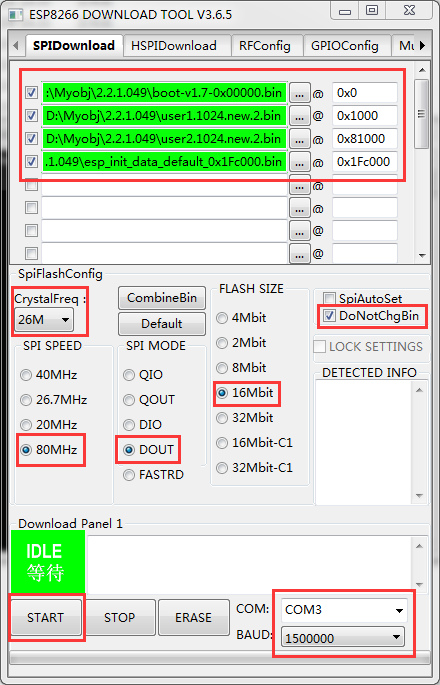 ESP8266 DOWNLOAD TOOL V3.6.5
SPIDownload HSPIDownload RFConfig GPIOConfig Mu
:\Myobj\2.2.1.049\boot-v1.7-0x00000.bin ... @ 0x0
D:\Myobj\2.2.1.049\user1.1024.new.2.bin ... @ 0x1000
D:\Myobj\2.2.1.049\user2.1024.new.2.bin ... @ 0x81000
.1.049\esp_init_data_default_0x1Fc000.bin ... @ 0x1Fc000
... @
... @
... @
... @
SpiFlashConfig
CrystalFreq :
26M
CombineBin
Default
SPI SPEED
40MHz
26.7MHz
20MHz
80MHz
SPI MODE
QIO
QOUT
DIO
DOUT
FASTRD
FLASH SIZE
4Mbit
2Mbit
8Mbit
16Mbit
32Mbit
16Mbit-C1
32Mbit-C1
SpiAutoSet
DoNotChgBin
LOCK SETTINGS
DETECTED INFO
Download Panel 1
IDLE
等待
START STOP ERASE
COM: COM3
BAUD: 1500000